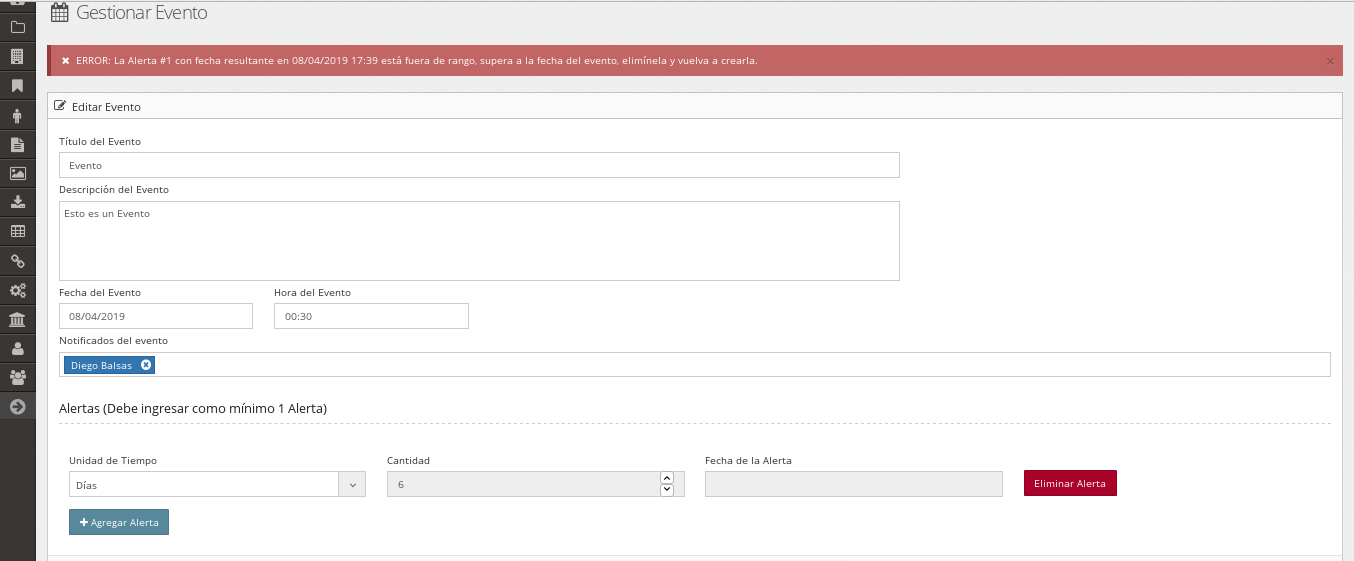 Gestionar Evento
ERROR: La Alerta #1 con fecha resultante en 08/04/2019 17:39 está fuera de rango, supera a la fecha del evento, elimínela y vuelva a crearla.
Editar Evento
Título del Evento
Evento
Descripción del Evento
Esto es un Evento
Fecha del Evento Hora del Evento
08/04/2019 00:30
Notificados del evento
Diego Balsas
Alertas (Debe ingresar como mínimo 1 Alerta)
Unidad de Tiempo Cantidad Fecha de la Alerta
Días 6 Eliminar Alerta
Agregar Alerta